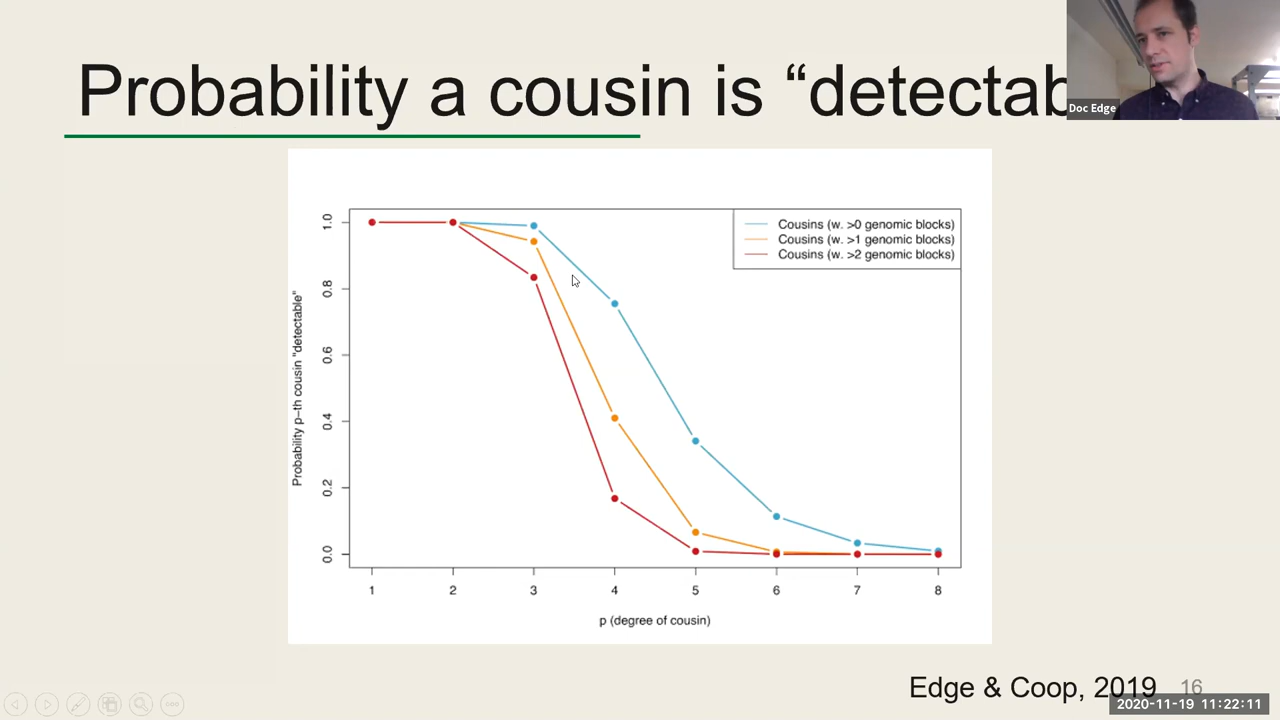 Probability a cousin is “detectab
Doc Edge
Cousins (w. >0 genomic blocks)
Cousins (w. >1 genomic blocks)
Cousins (w. >2 genomic blocks)
Probability p−th cousin "detectable"
1.0
0.8
0.6
0.4
0.2
0.0
1 2 3 4 5 6 7 8
p (degree of cousin)
Edge & Coop, 2019 16
2020-11-19 11:22:11